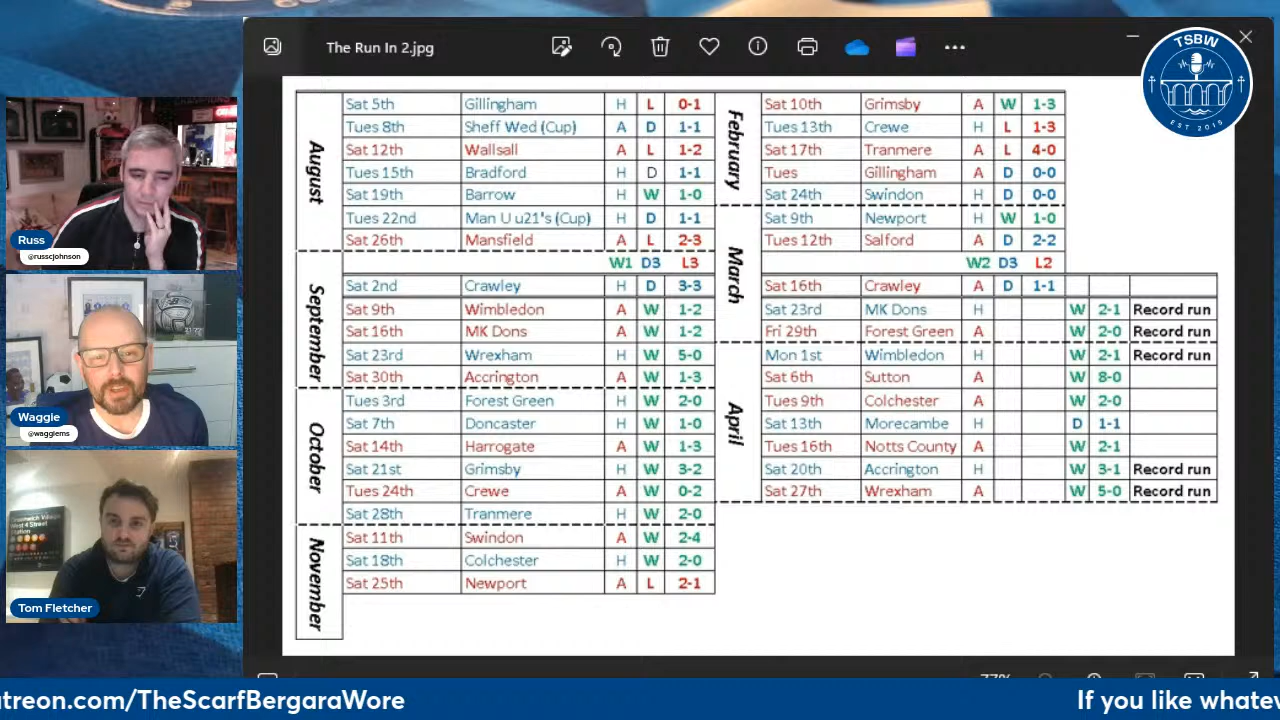 The Run In 2.jpg
TSBW
EST 2015
August
Sat 5th Gillingham H L 0-1
Tues 8th Sheff Wed (Cup) A D 1-1
Sat 12th Wallsall A L 1-2
Tues 15th Bradford H D 1-1
Sat 19th Barrow H W 1-0
Tues 22nd Man U u21's (Cup) H D 1-1
Sat 26th Mansfield A L 2-3
W1 D3 L3
September
Sat 2nd Crawley H D 3-3
Sat 9th Wimbledon A W 1-2
Sat 16th MK Dons A W 1-2
Sat 23rd Wrexham H W 5-0
Sat 30th Accrington A W 1-3
October
Tues 3rd Forest Green H W 2-0
Sat 7th Doncaster H W 1-0
Sat 14th Harrogate A W 1-3
Sat 21st Grimsby H W 3-2
Tues 24th Crewe A W 0-2
Sat 28th Tranmere H W 2-0
November
Sat 11th Swindon A W 2-4
Sat 18th Colchester H W 2-0
Sat 25th Newport A L 2-1
February
Sat 10th Grimsby A W 1-3
Tues 13th Crewe H L 1-3
Sat 17th Tranmere A L 4-0
Tues Gillingham A D 0-0
Sat 24th Swindon H D 0-0
March
Sat 9th Newport H W 1-0
Tues 12th Salford A D 2-2
W2 D3 L2
Sat 16th Crawley A D 1-1
Sat 23rd MK Dons H W 2-1 Record run
Fri 29th Forest Green A W 2-0 Record run
April
Mon 1st Wimbledon H W 2-1 Record run
Sat 6th Sutton A W 8-0
Tues 9th Colchester A W 2-0
Sat 13th Morecambe H D 1-1
Tues 16th Notts County A W 2-1
Sat 20th Accrington H W 3-1 Record run
Sat 27th Wrexham A W 5-0 Record run
Russ
@russcjohnson
Waggie
@waggiems
Tom Fletcher
77%
atreon.com/TheScarfBergaraWore
If you like whatev